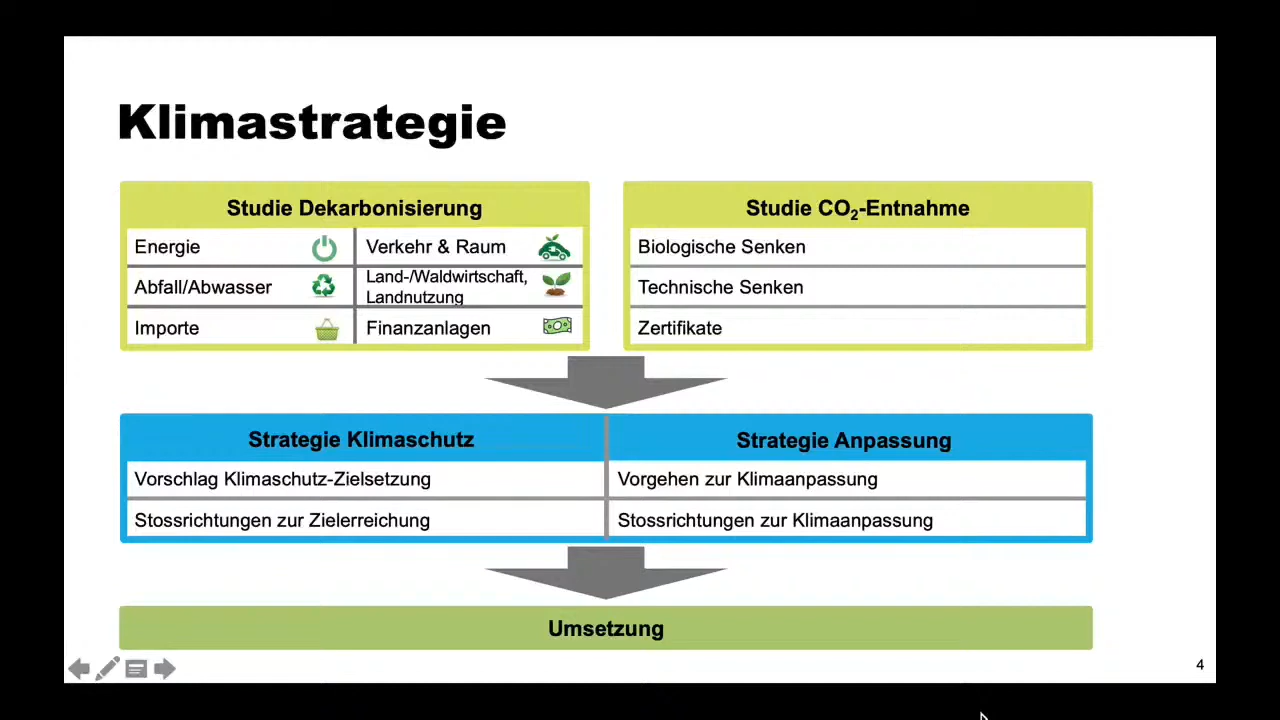 Klimastrategie
Studie Dekarbonisierung
Energie
Verkehr & Raum
Abfall/Abwasser
Land-/Waldwirtschaft,
Landnutzung
Importe
Finanzanlagen
Studie CO₂-Entnahme
Biologische Senken
Technische Senken
Zertifikate
Strategie Klimaschutz
Vorschlag Klimaschutz-Zielsetzung
Stossrichtungen zur Zielerreichung
Strategie Anpassung
Vorgehen zur Klimaanpassung
Stossrichtungen zur Klimaanpassung
Umsetzung
4